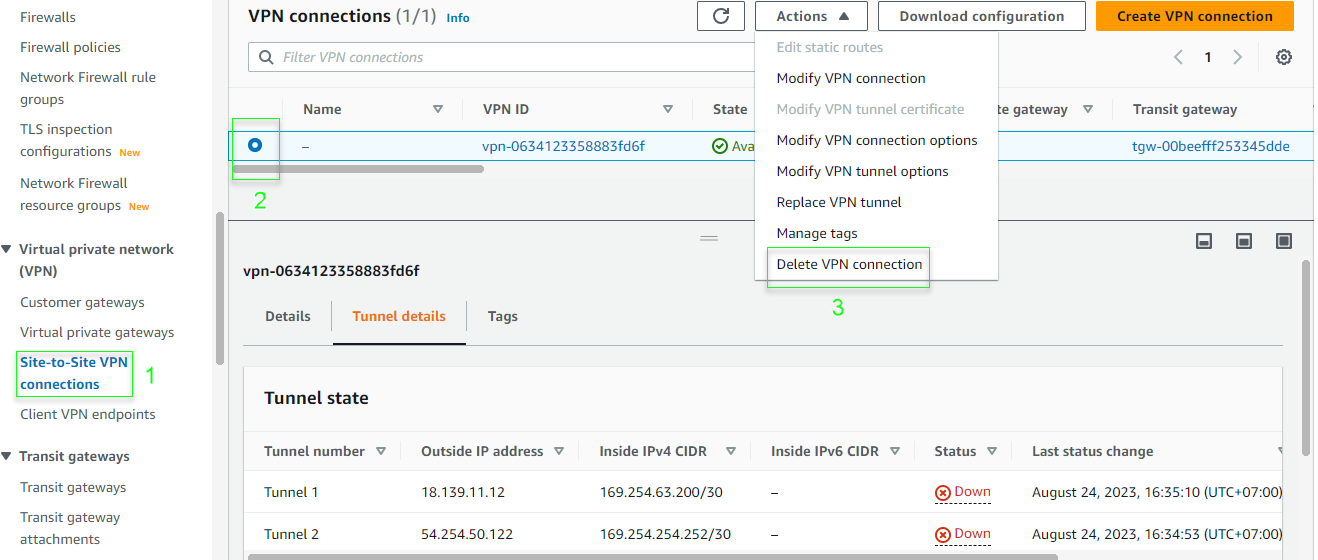 Firewalls
Firewall policies
Network Firewall rule
groups
TLS inspection
configurations New
Network Firewall
resource groups New
Virtual private network
(VPN)
Customer gateways
Virtual private gateways
Site-to-Site VPN
connections
1
Client VPN endpoints
Transit gateways
Transit gateways
Transit gateway
attachments
VPN connections (1/1) Info
Actions
Download configuration
Create VPN connection
Filter VPN connections
1
Name VPN ID State te gateway Transit gateway
– vpn-0634123358883fd6f Ava tgw-00beefff253345dde
2
Edit static routes
Modify VPN connection
Modify VPN tunnel certificate
Modify VPN connection options
Modify VPN tunnel options
Replace VPN tunnel
Manage tags
Delete VPN connection
3
vpn-0634123358883fd6f
Details Tunnel details Tags
Tunnel state
Tunnel number Outside IP address Inside IPv4 CIDR Inside IPv6 CIDR Status Last status change
Tunnel 1 18.139.11.12 169.254.63.200/30 – Down August 24, 2023, 16:35:10 (UTC+07:00)
Tunnel 2 54.254.50.122 169.254.254.252/30 – Down August 24, 2023, 16:34:53 (UTC+07:00)